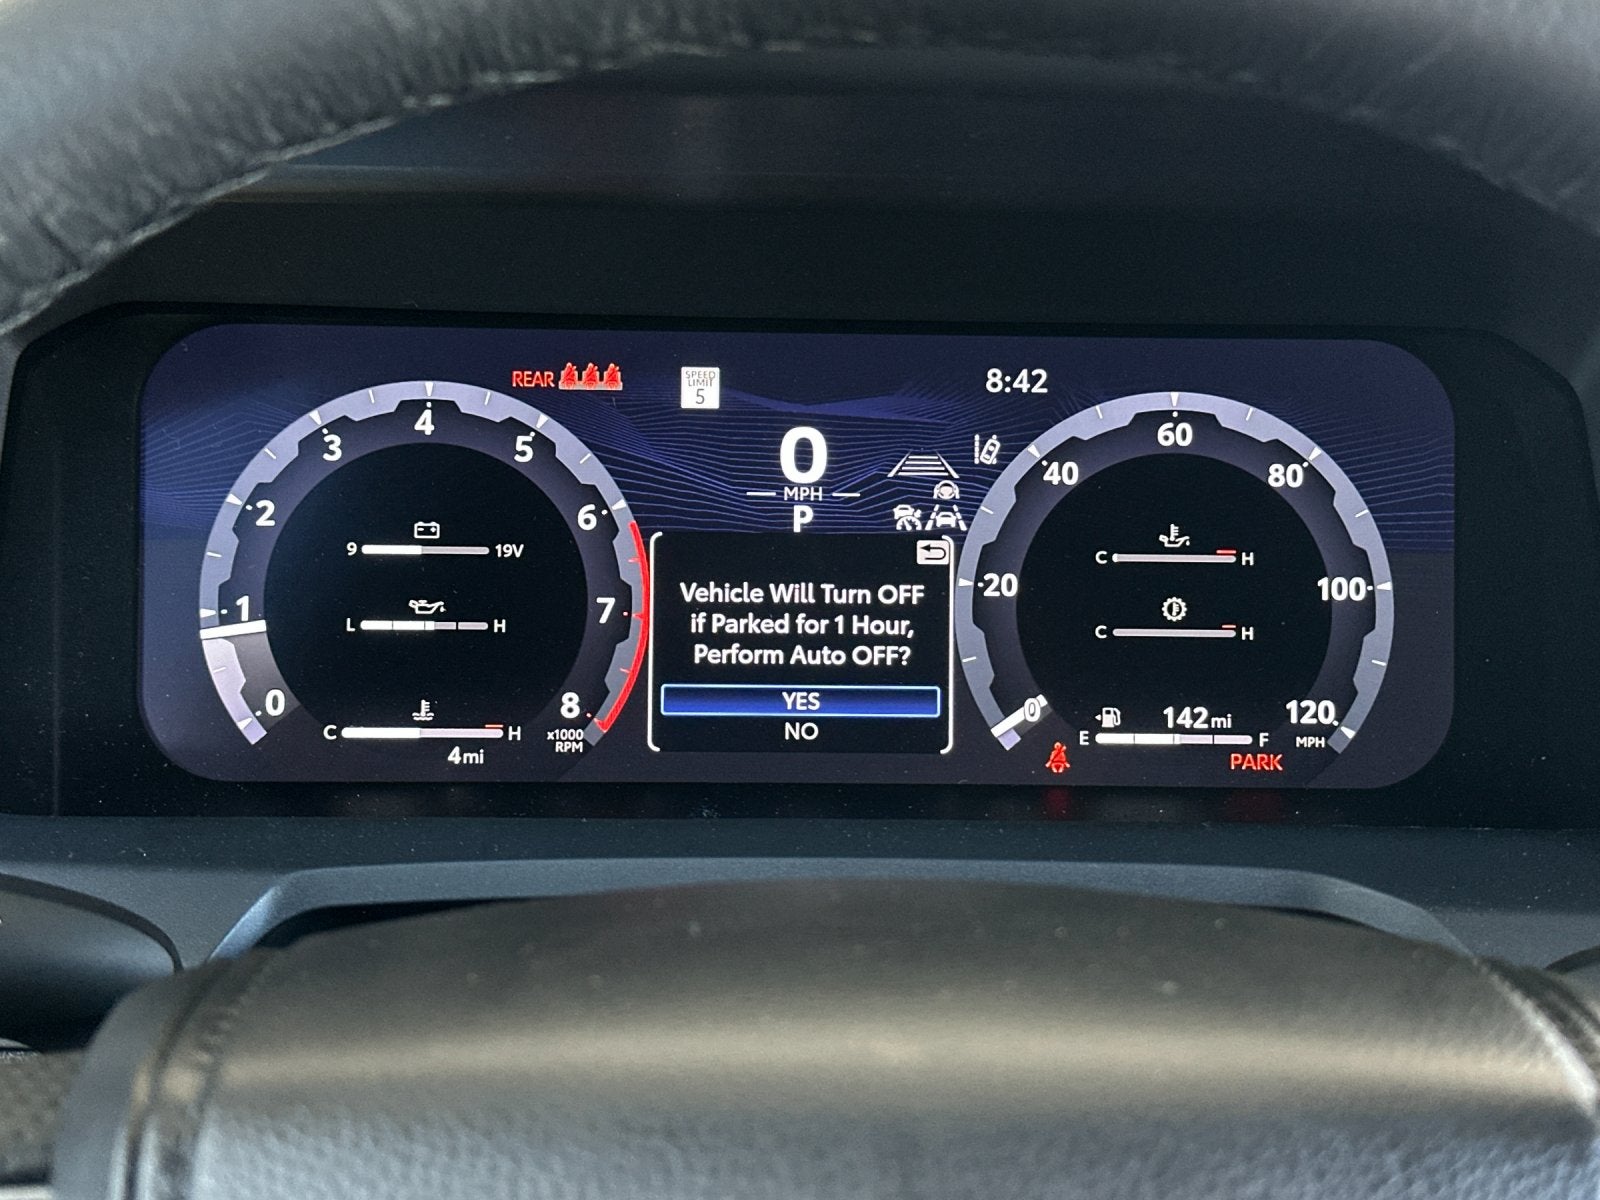 REAR
SPEED
LIMIT
5
8:42
0
MPH
P
0
1
2
3
4
5
6
7
8
x1000
RPM
9 19V
L H
C H
4mi
Vehicle Will Turn OFF
if Parked for 1 Hour,
Perform Auto OFF?
YES
NO
0
20
40
60
80
100
120
MPH
C H
C H
142mi
E F
PARK